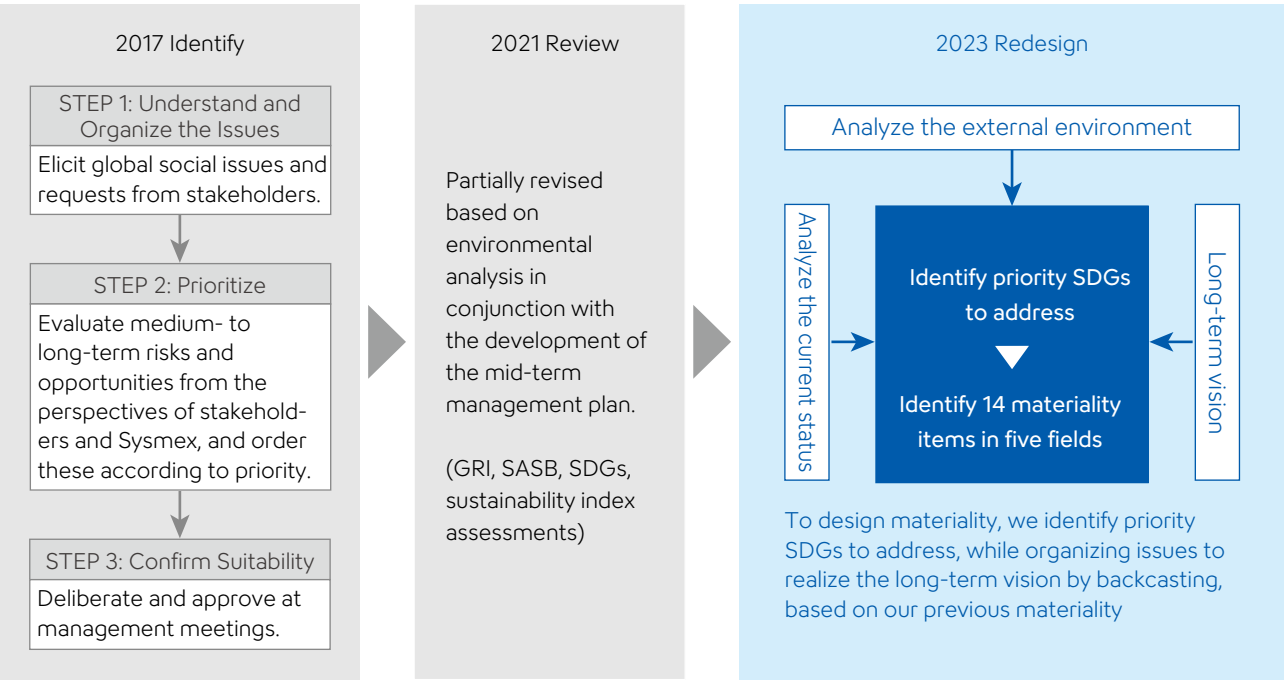 2017 Identify
STEP 1: Understand and
Organize the Issues
Elicit global social issues and
requests from stakeholders.
STEP 2: Prioritize
Evaluate medium- to
long-term risks and
opportunities from the
perspectives of stakehold-
ers and Sysmex, and order
these according to priority.
STEP 3: Confirm Suitability
Deliberate and approve at
management meetings.
2021 Review
Partially revised
based on
environmental
analysis in
conjunction with
the development of
the mid-term
management plan.
(GRI, SASB, SDGs,
sustainability index
assessments)
2023 Redesign
Analyze the external environment
Analyze the current status
Identify priority SDGs
to address
Identify 14 materiality
items in five fields
Long-term vision
To design materiality, we identify priority
SDGs to address, while organizing issues to
realize the long-term vision by backcasting,
based on our previous materiality